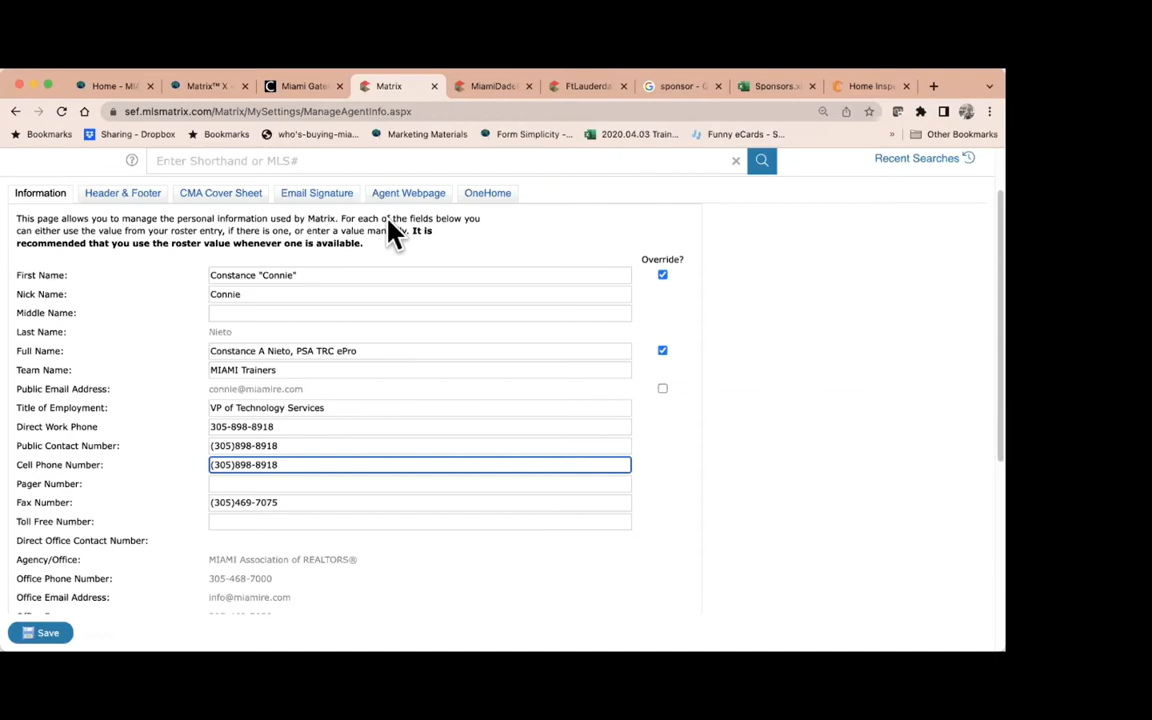 Home - MIA
Matrix™ X -
Miami Gate
Matrix
MiamiDade
FtLauderda
sponsor - G
Sponsors.xl
Home Inspe
sef.mlsmatrix.com/Matrix/MySettings/ManageAgentInfo.aspx
Bookmarks
Sharing - Dropbox
Bookmarks
who's-buying-mia...
Marketing Materials
Form Simplicity -...
2020.04.03 Train...
Funny eCards - S...
»
Other Bookmarks
Enter Shorthand or MLS#
Recent Searches
Information
Header & Footer
CMA Cover Sheet
Email Signature
Agent Webpage
OneHome
This page allows you to manage the personal information used by Matrix. For each of the fields below you
can either use the value from your roster entry, if there is one, or enter a value manually. It is
recommended that you use the roster value whenever one is available.
Override?
First Name: Constance "Connie"
Nick Name: Connie
Middle Name:
Last Name: Nieto
Full Name: Constance A Nieto, PSA TRC ePro
Team Name: MIAMI Trainers
Public Email Address: connie@miamire.com
Title of Employment: VP of Technology Services
Direct Work Phone 305-898-8918
Public Contact Number: (305)898-8918
Cell Phone Number: (305)898-8918
Pager Number:
Fax Number: (305)469-7075
Toll Free Number:
Direct Office Contact Number:
Agency/Office: MIAMI Association of REALTORS®
Office Phone Number: 305-468-7000
Office Email Address: info@miamire.com
Save